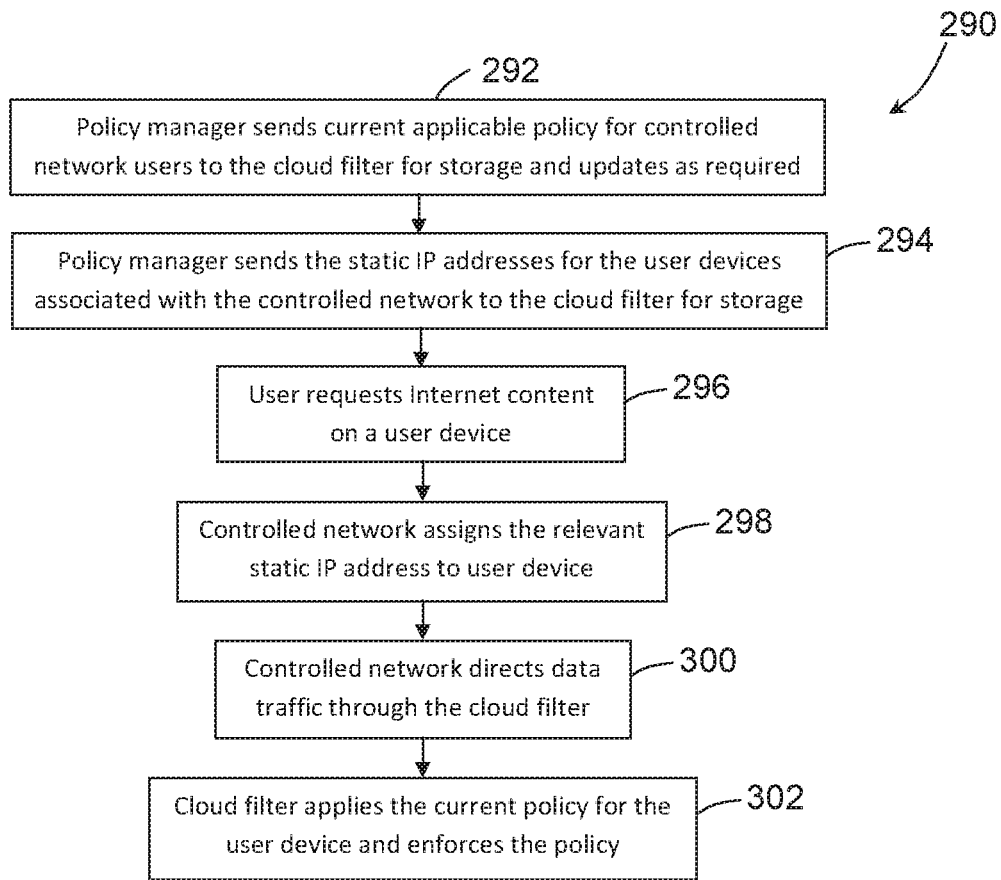 290
292
Policy manager sends current applicable policy for controlled
network users to the cloud filter for storage and updates as required
294
Policy manager sends the static IP addresses for the user devices
associated with the controlled network to the cloud filter for storage
296
User requests Internet content
on a user device
298
Controlled network assigns the relevant
static IP address to user device
300
Controlled network directs data
traffic through the cloud filter
302
Cloud filter applies the current policy for the
user device and enforces the policy